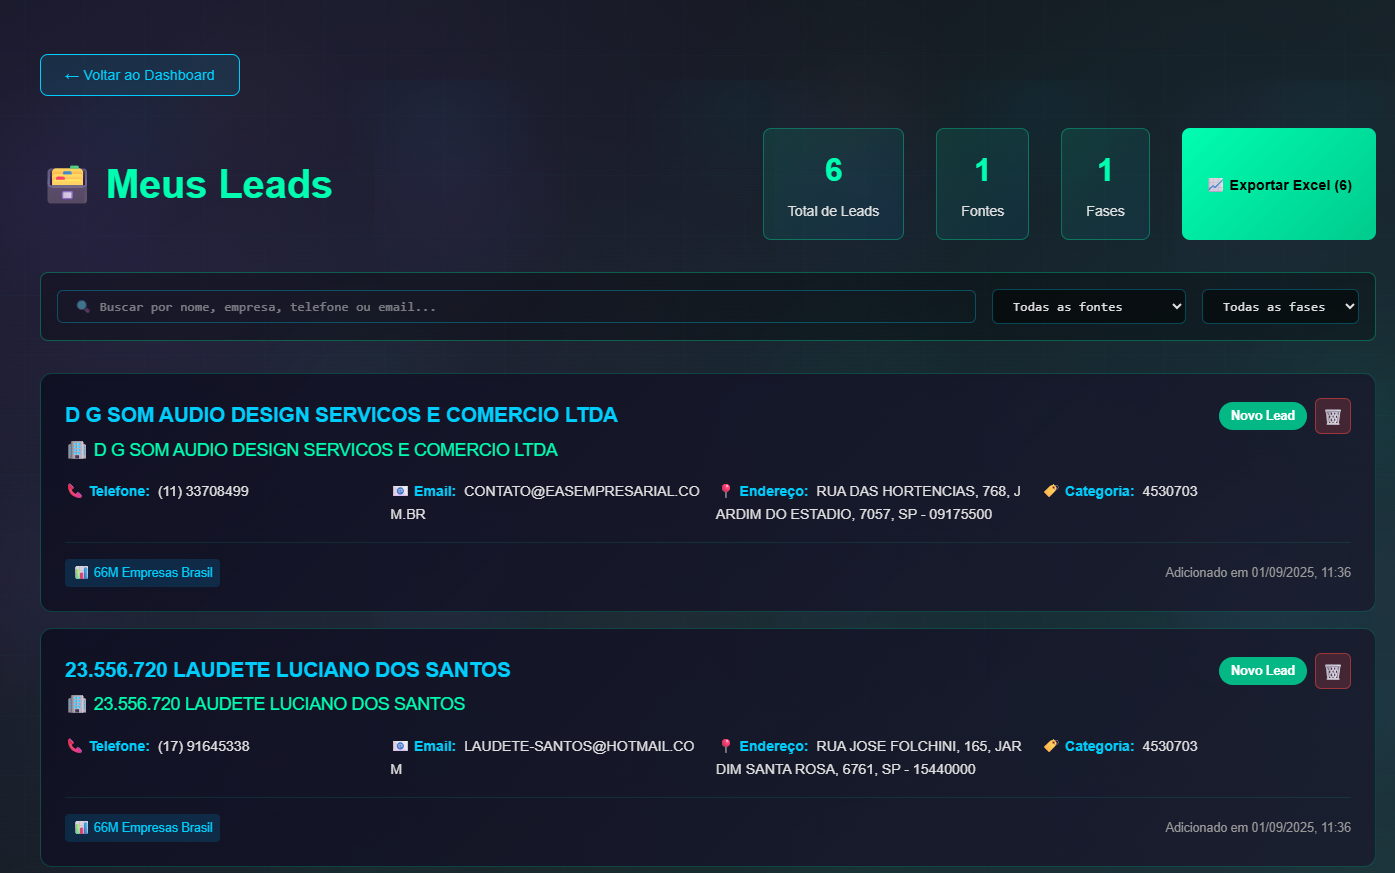 ← Voltar ao Dashboard
Meus Leads
6
Total de Leads
1
Fontes
1
Fases
Exportar Excel (6)
Buscar por nome, empresa, telefone ou email...
Todas as fontes
Todas as fases
D G SOM AUDIO DESIGN SERVICOS E COMERCIO LTDA
Novo Lead
D G SOM AUDIO DESIGN SERVICOS E COMERCIO LTDA
Telefone: (11) 33708499
Email: CONTATO@EASEMPRESARIAL.CO
M.BR
Endereço: RUA DAS HORTENCIAS, 768, J
ARDIM DO ESTADIO, 7057, SP - 09175500
Categoria: 4530703
66M Empresas Brasil
Adicionado em 01/09/2025, 11:36
23.556.720 LAUDETE LUCIANO DOS SANTOS
Novo Lead
23.556.720 LAUDETE LUCIANO DOS SANTOS
Telefone: (17) 91645338
Email: LAUDETE-SANTOS@HOTMAIL.CO
M
Endereço: RUA JOSE FOLCHINI, 165, JAR
DIM SANTA ROSA, 6761, SP - 15440000
Categoria: 4530703
66M Empresas Brasil
Adicionado em 01/09/2025, 11:36